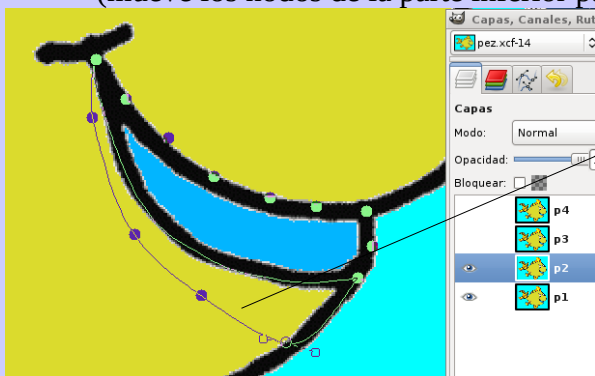 (mueve los nodos de la parte inferior p
Capas, Canales, Rut
pez.xcf-14
Capas
Modo: Normal
Opacidad:
Bloquear:
p4
p3
p2
p1